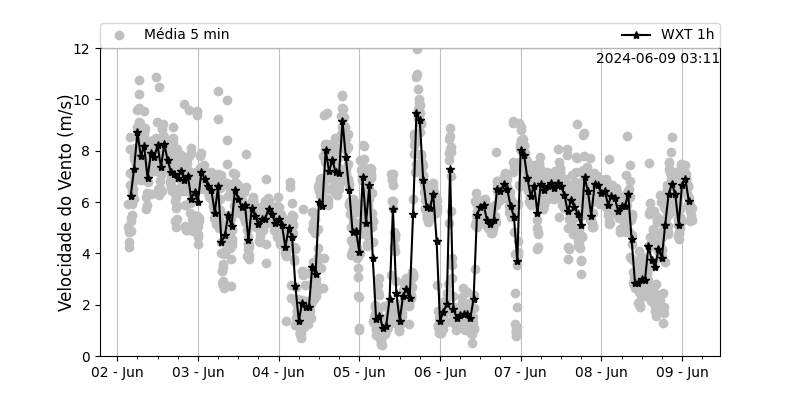 Média 5 min
WXT 1h
2024-06-09 03:11
Velocidade do Vento (m/s)
12
10
8
6
4
2
0
02 - Jun 03 - Jun 04 - Jun 05 - Jun 06 - Jun 07 - Jun 08 - Jun 09 - Jun